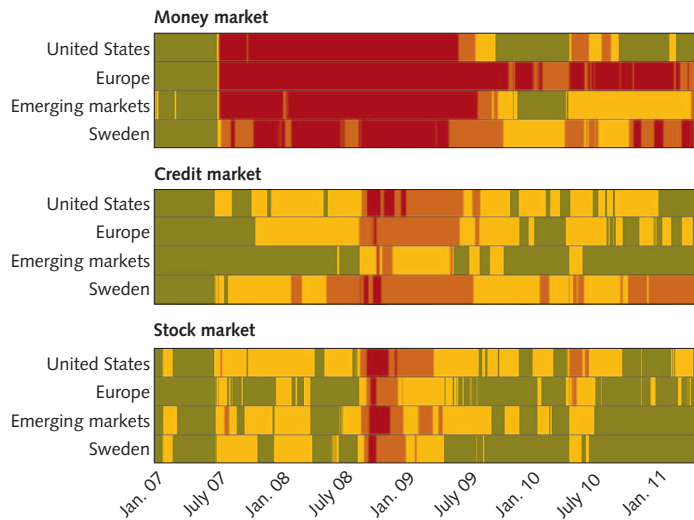 Money market
United States
Europe
Emerging markets
Sweden
Credit market
United States
Europe
Emerging markets
Sweden
Stock market
United States
Europe
Emerging markets
Sweden
Jan. 07
July 07
Jan. 08
July 08
Jan. 09
July 09
Jan. 10
July 10
Jan. 11